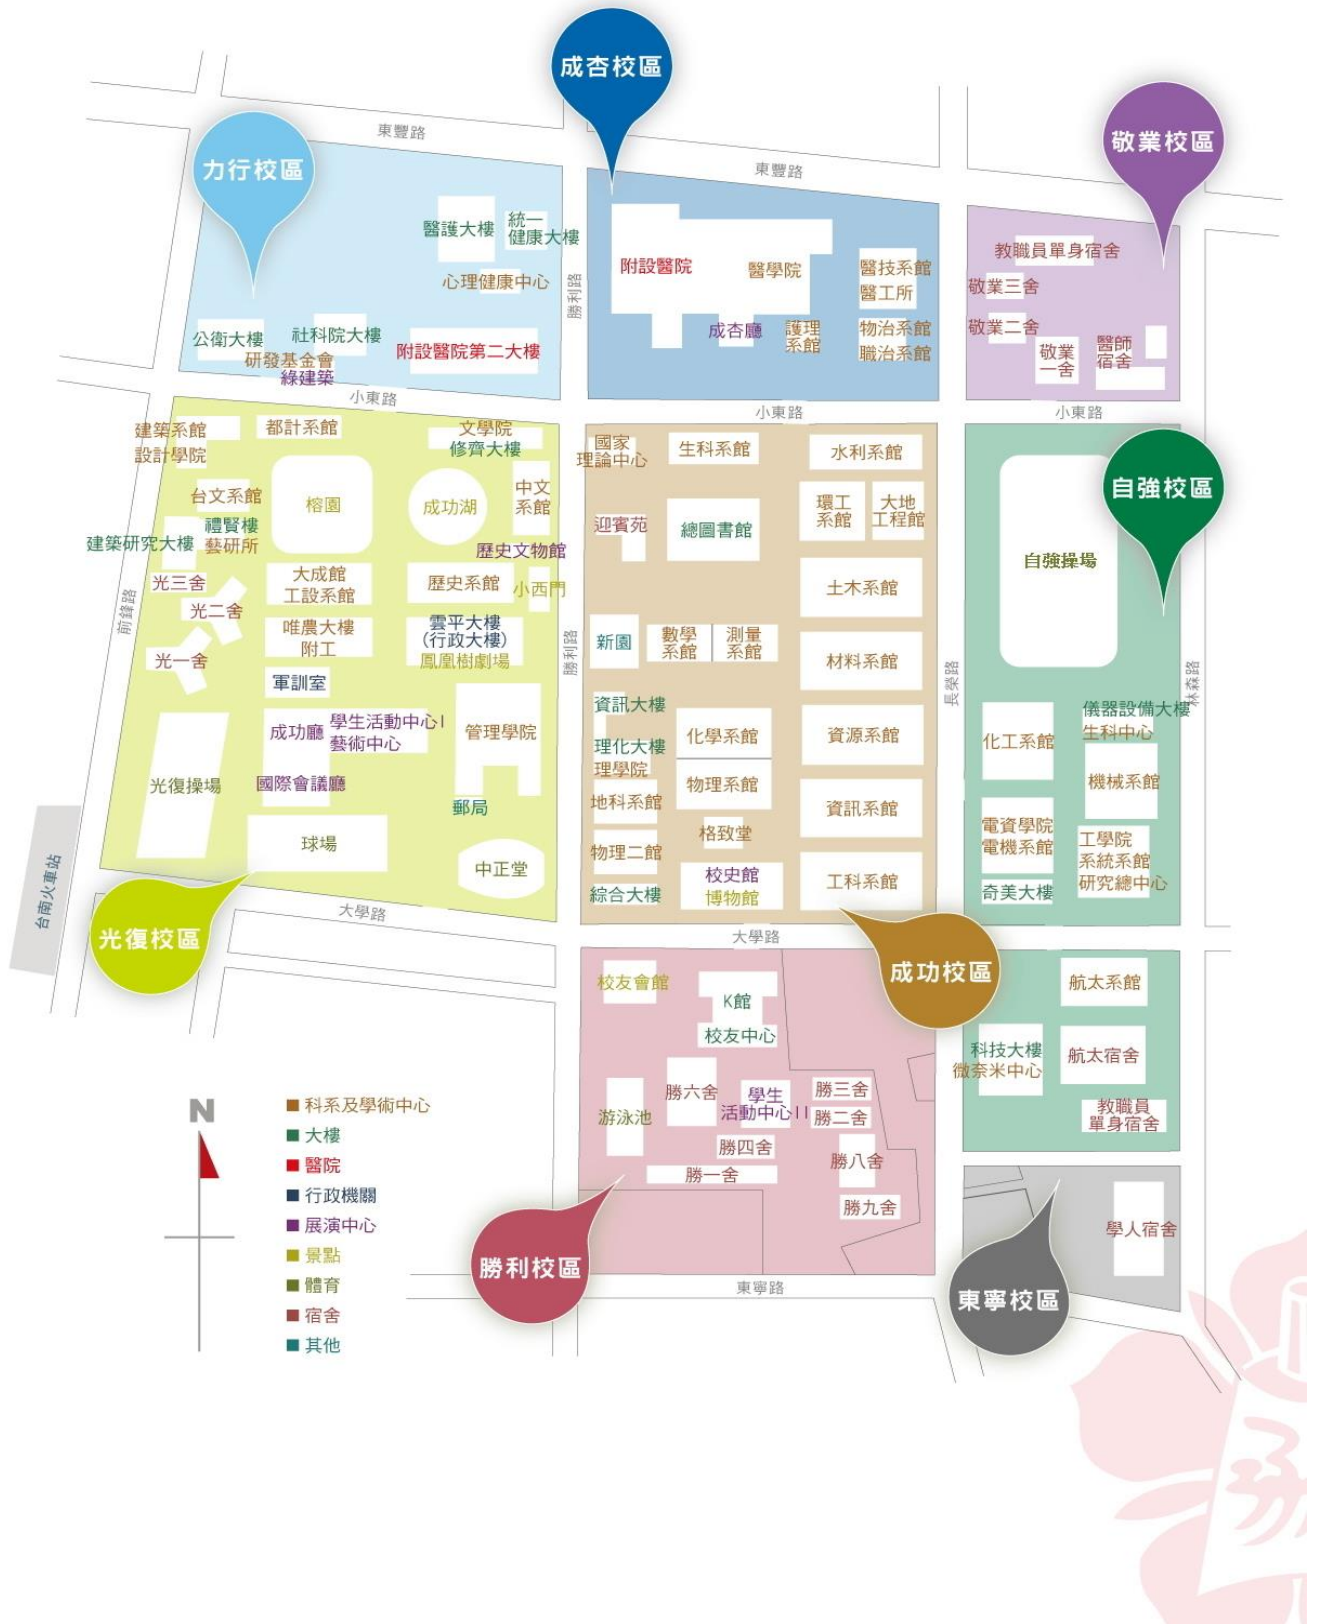 成杏校區
東豐路
力行校區
敬業校區
東豐路
醫護大樓
統一
健康大樓
心理健康中心
勝利路
附設醫院
醫學院
醫技系館
醫工所
成杏廳
護理
系館
物治系館
職治系館
教職員單身宿舍
敬業三舍
敬業二舍
敬業
一舍
醫師
宿舍
公衛大樓
社科院大樓
附設醫院第二大樓
研發基金會
綠建築
小東路
小東路
小東路
建築系館
設計學院
都計系館
文學院
修齊大樓
台文系館
榕園
成功湖
中文
系館
禮賢樓
建築研究大樓
藝研所
歷史文物館
光三舍
大成館
工設系館
歷史系館
小西門
光二舍
前鋒路
唯農大樓
附工
雲平大樓
(行政大樓)
鳳凰樹劇場
勝利路
光一舍
軍訓室
成功廳
學生活動中心I
藝術中心
管理學院
光復操場
國際會議廳
郵局
球場
中正堂
台南火車站
光復校區
大學路
國家
理論中心
生科系館
水利系館
環工
系館
大地
工程館
迎賓苑
總圖書館
土木系館
新園
數學
系館
測量
系館
材料系館
長榮路
資訊大樓
化學系館
資源系館
理化大樓
理學院
物理系館
地科系館
資訊系館
格致堂
物理二館
校史館
博物館
工科系館
綜合大樓
大學路
成功校區
自強校區
自強操場
林森路
儀器設備大樓
生科中心
化工系館
機械系館
電資學院
電機系館
工學院
系統系館
研究總中心
奇美大樓
航太系館
科技大樓
微奈米中心
航太宿舍
教職員
單身宿舍
校友會館
K館
校友中心
勝六舍
學生
活動中心II
勝三舍
游泳池
勝二舍
勝四舍
勝八舍
勝一舍
勝九舍
勝利校區
東寧路
學人宿舍
東寧校區
N
科系及學術中心
大樓
醫院
行政機關
展演中心
景點
體育
宿舍
其他